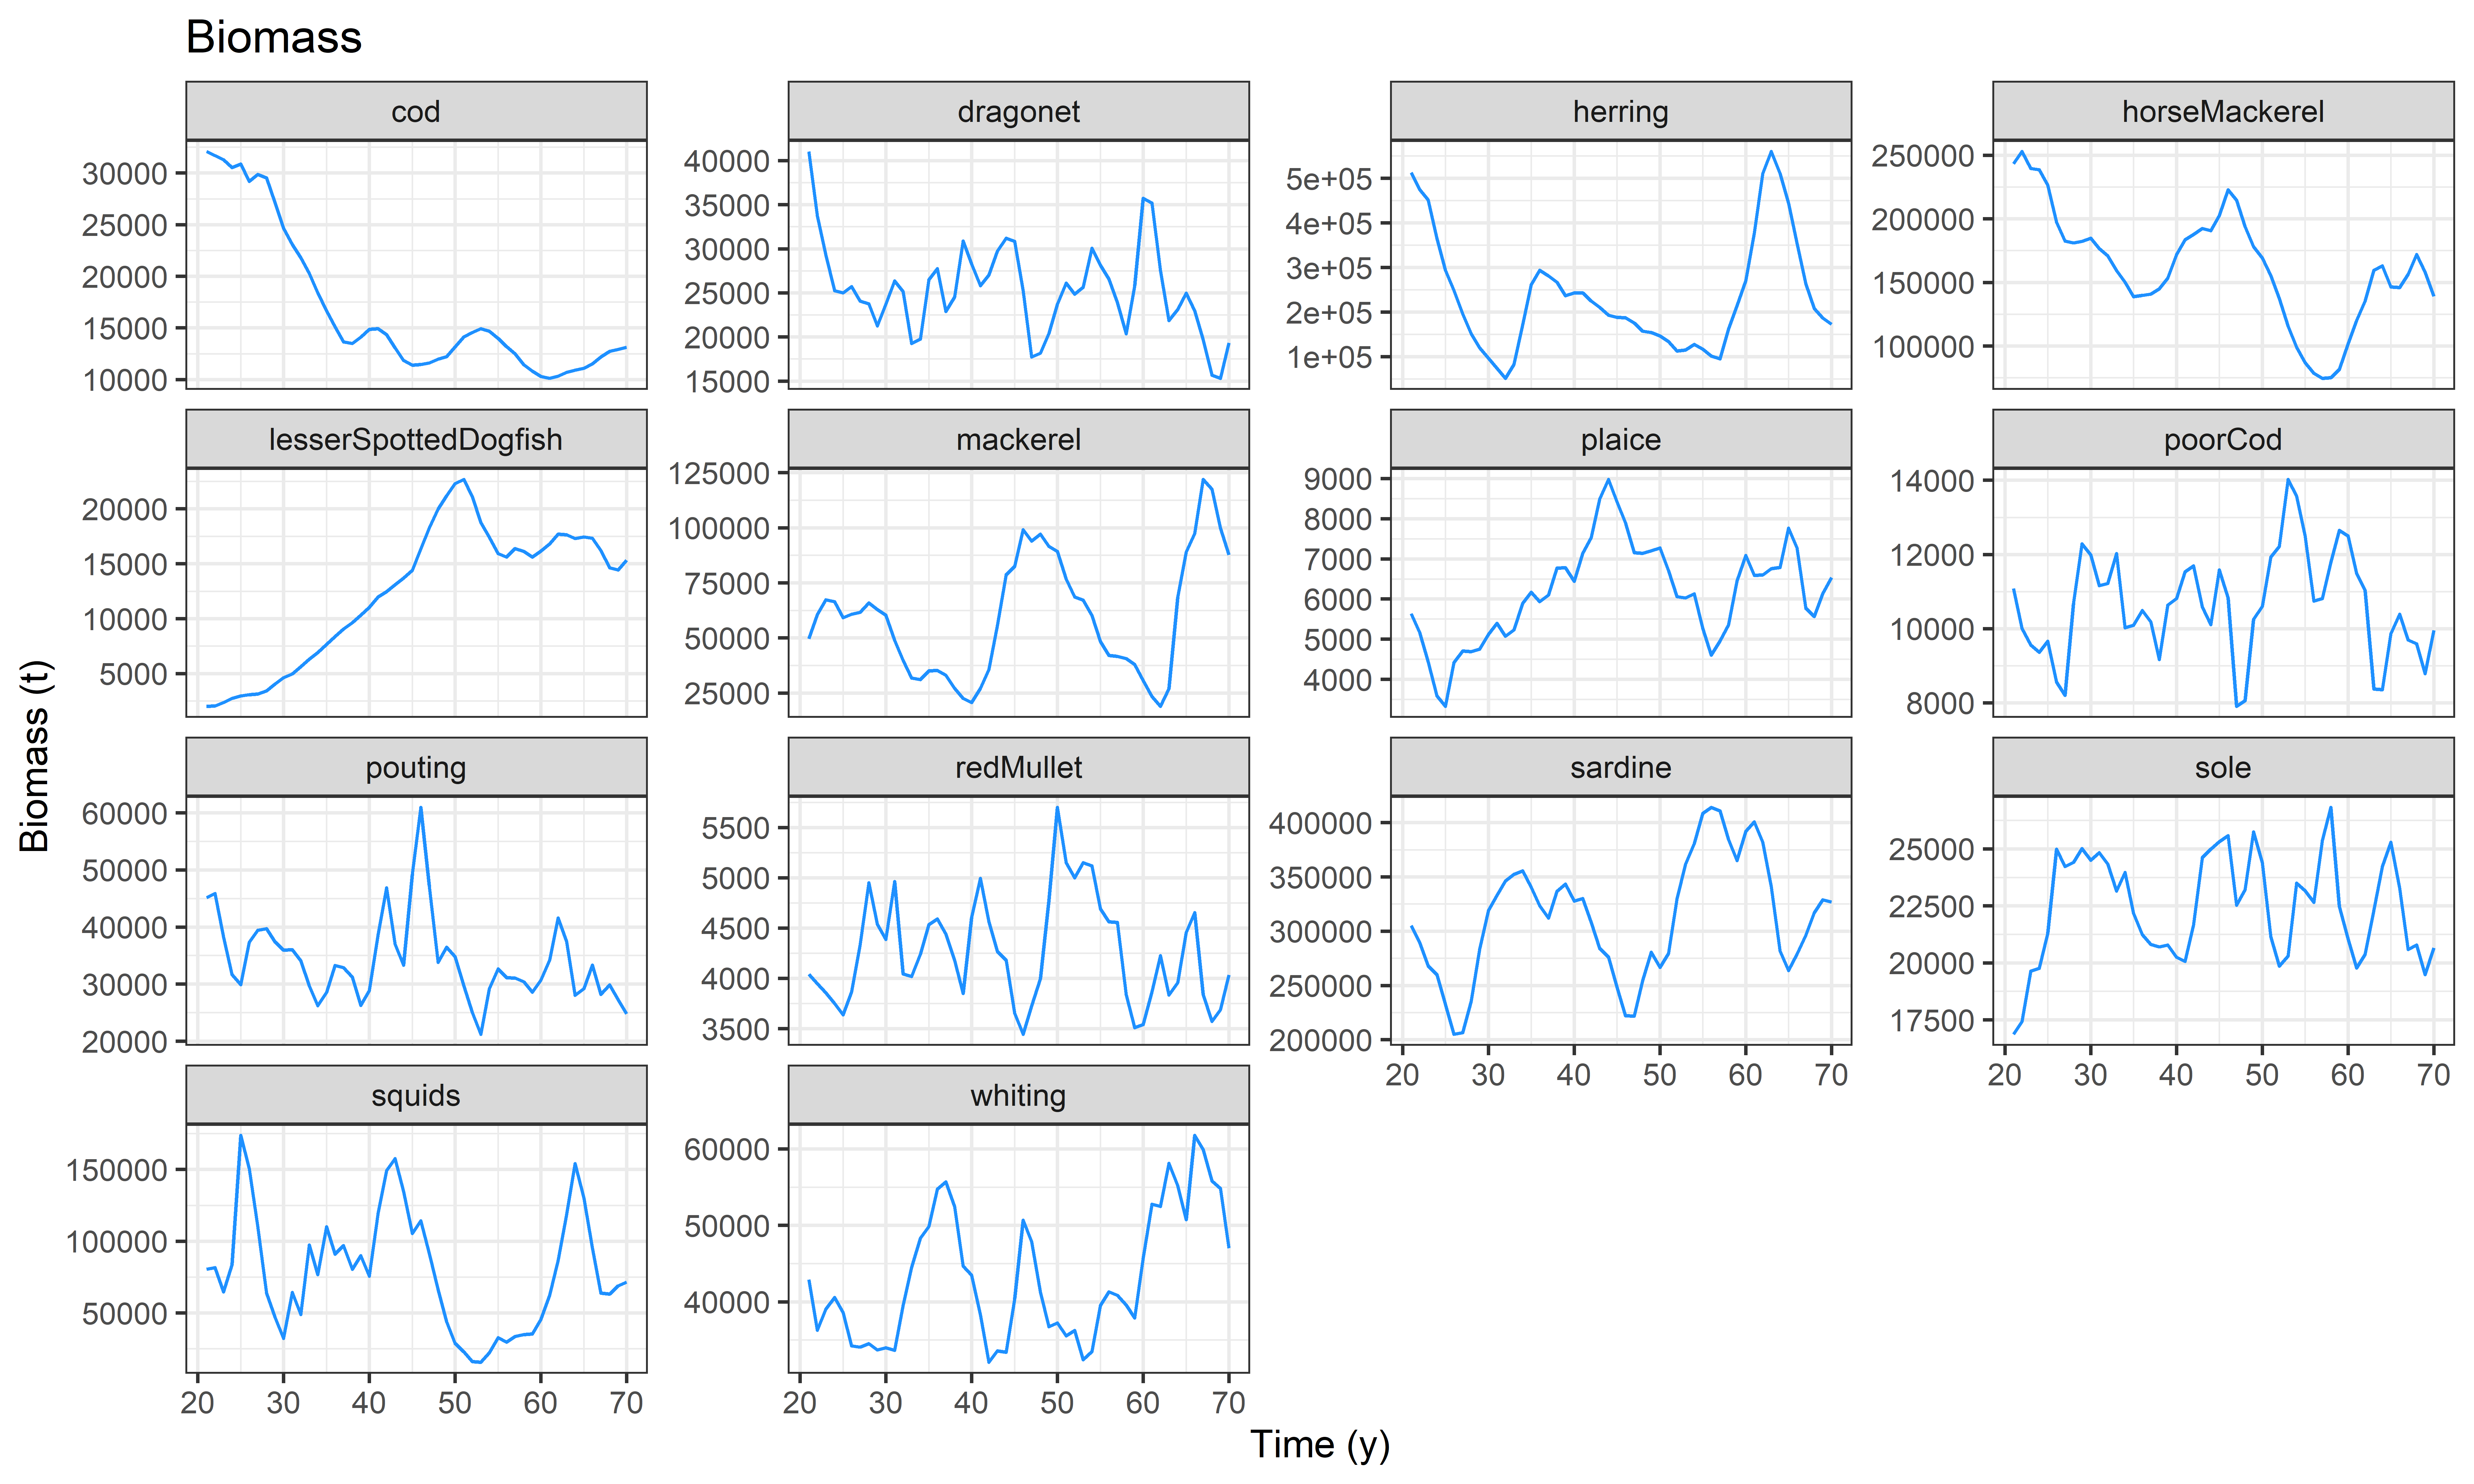 Biomass
cod
dragonet
herring
horseMackerel
30000
25000
20000
15000
10000
40000
35000
30000
25000
20000
15000
5e+05
4e+05
3e+05
2e+05
1e+05
250000
200000
150000
100000
lesserSpottedDogfish
mackerel
plaice
poorCod
20000
15000
10000
5000
125000
100000
75000
50000
25000
9000
8000
7000
6000
5000
4000
14000
12000
10000
8000
Biomass (t)
pouting
redMullet
sardine
sole
60000
50000
40000
30000
20000
5500
5000
4500
4000
3500
400000
350000
300000
250000
200000
25000
22500
20000
17500
20 30 40 50 60 70
20 30 40 50 60 70
squids
whiting
150000
100000
50000
60000
50000
40000
20 30 40 50 60 70
20 30 40 50 60 70
Time (y)